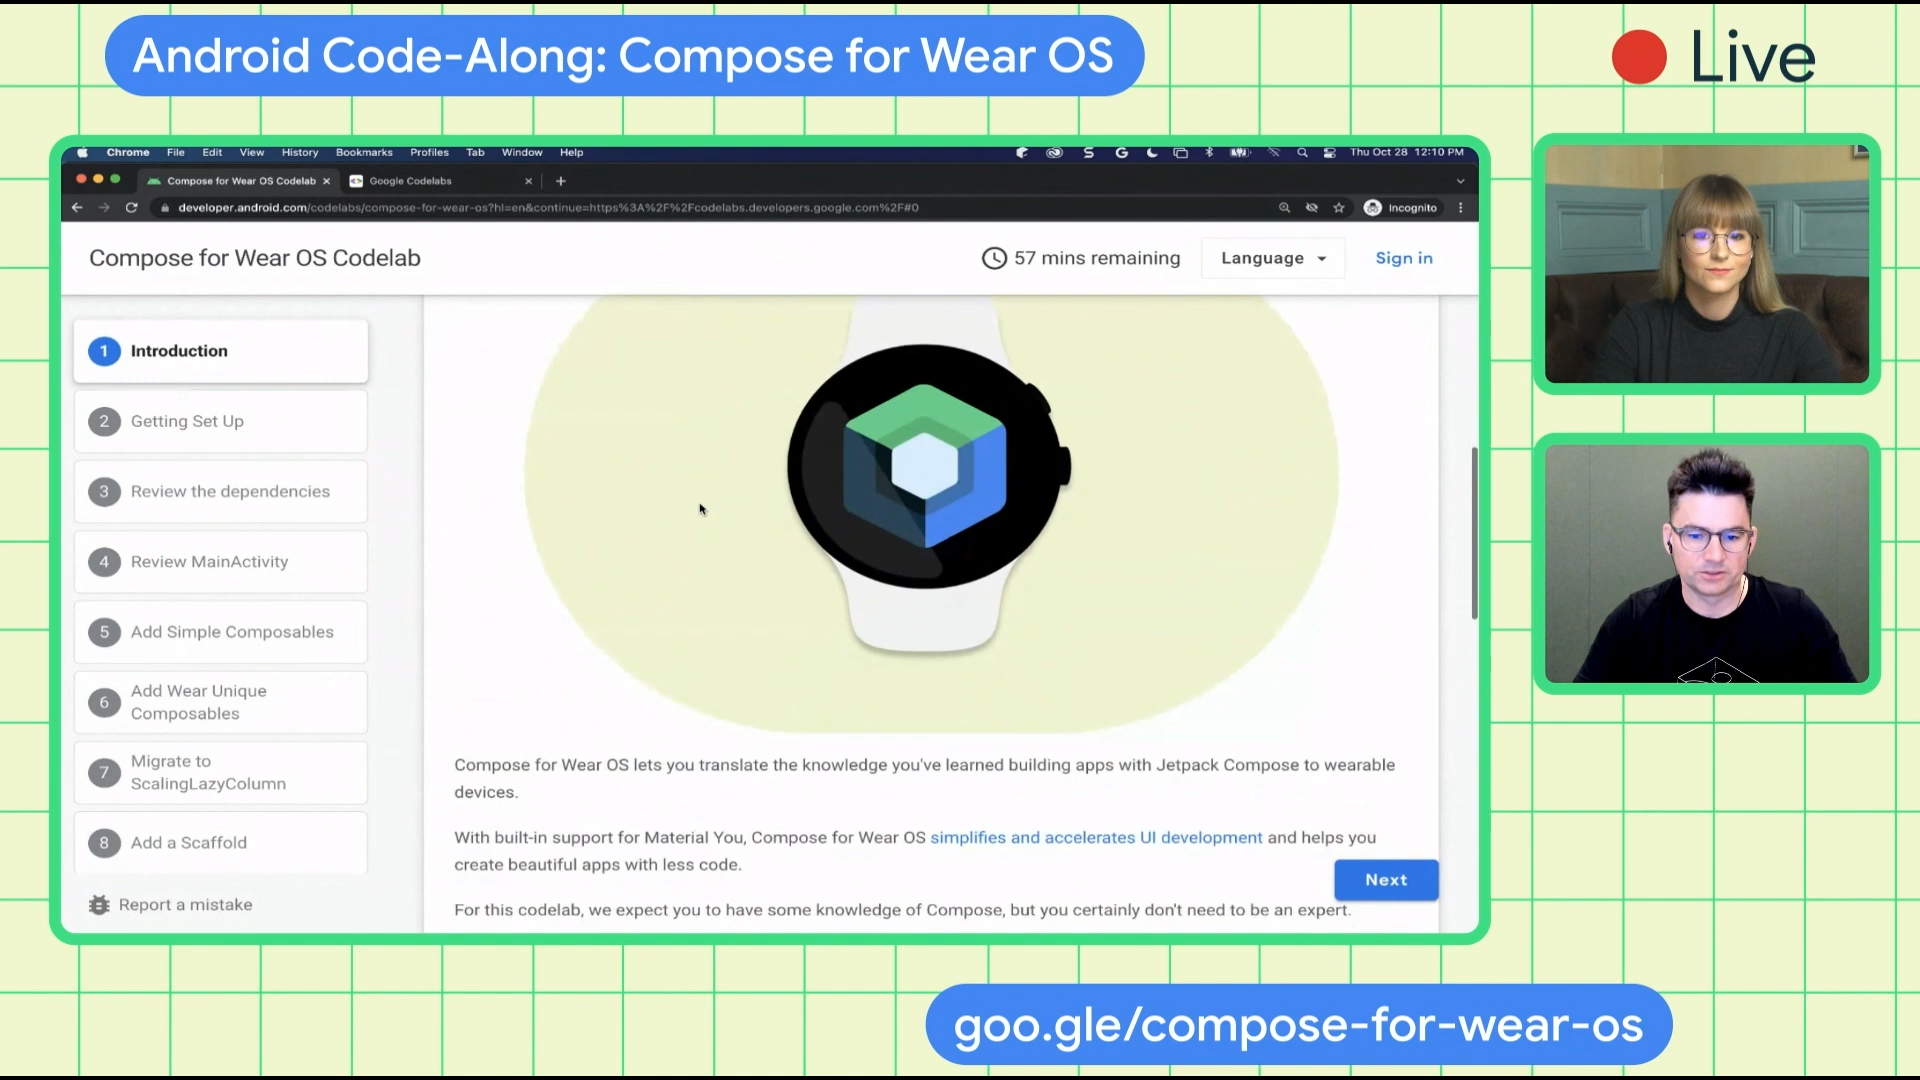 Android Code-Along: Compose for Wear OS
Live
Chrome File Edit View History Bookmarks Profiles Tab Window Help
Thu Oct 28 12:10 PM
Compose for Wear OS Codelab
Google Codelabs
developer.android.com/codelabs/compose-for-wear-os?hl=en&continue=https%3A%2F%2Fcodelabs.developers.google.com%2F#0
Incognito
Compose for Wear OS Codelab
57 mins remaining
Language
Sign in
1 Introduction
2 Getting Set Up
3 Review the dependencies
4 Review MainActivity
5 Add Simple Composables
6 Add Wear Unique
Composables
7 Migrate to
ScalingLazyColumn
8 Add a Scaffold
Report a mistake
Compose for Wear OS lets you translate the knowledge you've learned building apps with Jetpack Compose to wearable
devices.
With built-in support for Material You, Compose for Wear OS simplifies and accelerates UI development and helps you
create beautiful apps with less code.
Next
For this codelab, we expect you to have some knowledge of Compose, but you certainly don't need to be an expert.
goo.gle/compose-for-wear-os